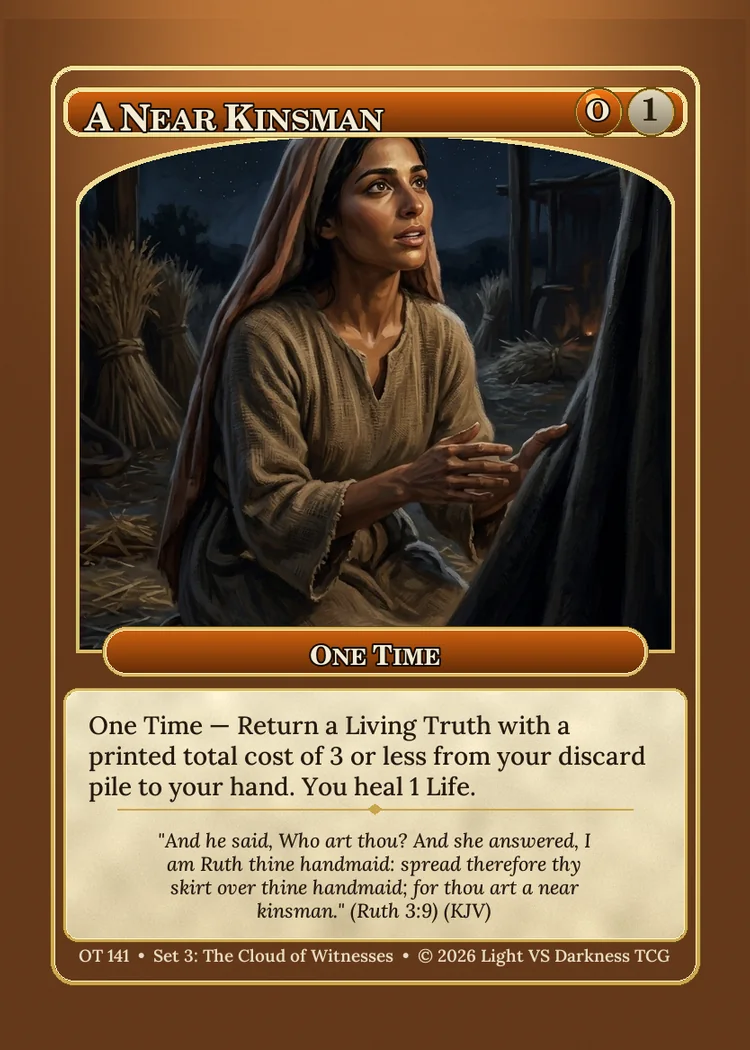 A Near Kinsman
O 1
One Time
One Time — Return a Living Truth with a
printed total cost of 3 or less from your discard
pile to your hand. You heal 1 Life.
"And he said, Who art thou? And she answered, I
am Ruth thine handmaid: spread therefore thy
skirt over thine handmaid; for thou art a near
kinsman." (Ruth 3:9) (KJV)
OT 141 • Set 3: The Cloud of Witnesses • © 2026 Light VS Darkness TCG